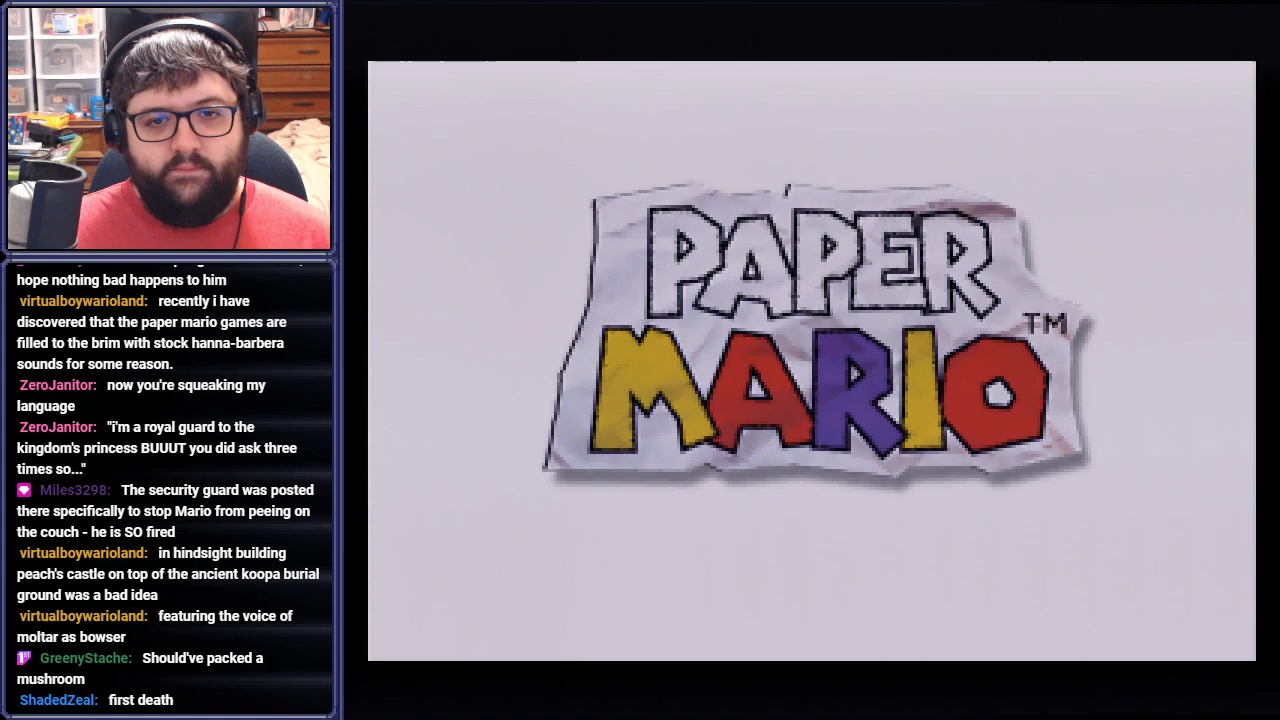 hope nothing bad happens to him
virtualboywarioland: recently i have
discovered that the paper mario games are
filled to the brim with stock hanna-barbera
sounds for some reason.
ZeroJanitor: now you're squeaking my
language
ZeroJanitor: "i'm a royal guard to the
kingdom's princess BUUUT you did ask three
times so..."
Miles3298: The security guard was posted
there specifically to stop Mario from peeing on
the couch - he is SO fired
virtualboywarioland: in hindsight building
peach's castle on top of the ancient koopa burial
ground was a bad idea
virtualboywarioland: featuring the voice of
moltar as bowser
1ST GreenyStache: Should've packed a
mushroom
ShadedZeal: first death
PAPER
MARIO
TM